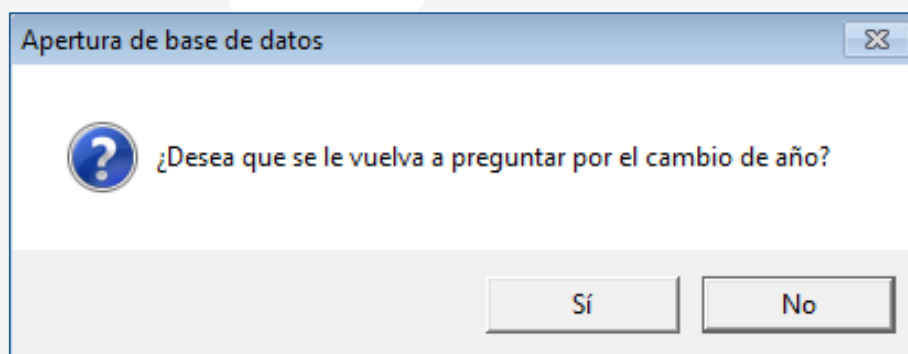 Apertura de base de datos
¿Desea que se le vuelva a preguntar por el cambio de año?
Sí
No